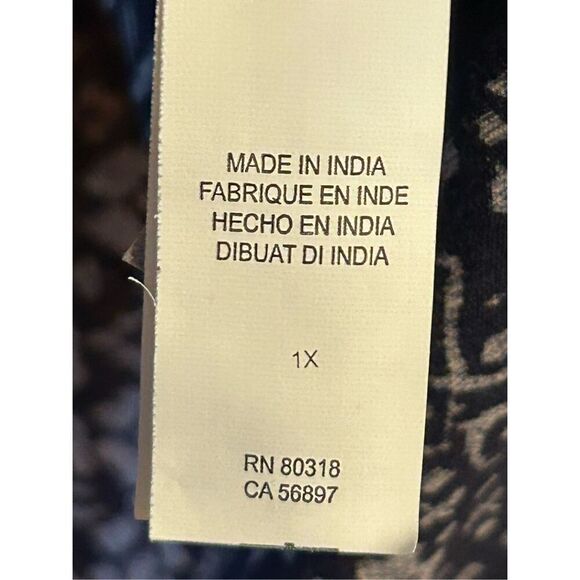 MADE IN INDIA
FABRIQUE EN INDE
HECHO EN INDIA
DIBUAT DI INDIA
1X
RN 80318
CA 56897